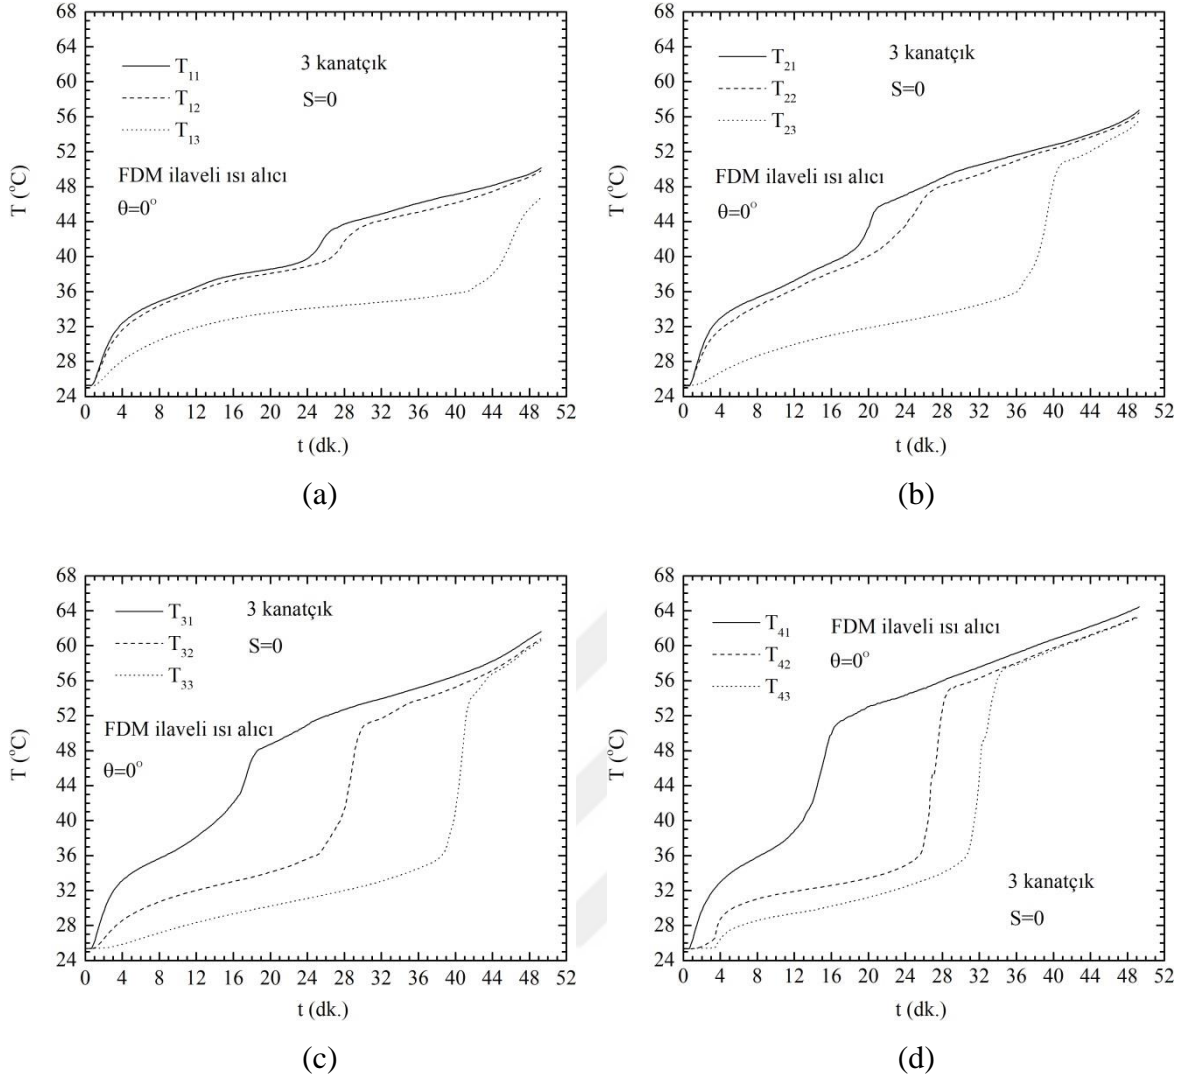 68
64
60
56
52
48
44
40
36
32
28
24
T (°C)
T₁₁
T₁₂
T₁₃
3 kanatçık
S=0
FDM ilaveli ısı alıcı
θ=0°
0 4 8 12 16 20 24 28 32 36 40 44 48 52
t (dk.)
(a)
68
64
60
56
52
48
44
40
36
32
28
24
T (°C)
T₂₁
T₂₂
T₂₃
3 kanatçık
S=0
FDM ilaveli ısı alıcı
θ=0°
0 4 8 12 16 20 24 28 32 36 40 44 48 52
t (dk.)
(b)
68
64
60
56
52
48
44
40
36
32
28
24
T (°C)
T₃₁
T₃₂
T₃₃
3 kanatçık
S=0
FDM ilaveli ısı alıcı
θ=0°
0 4 8 12 16 20 24 28 32 36 40 44 48 52
t (dk.)
(c)
68
64
60
56
52
48
44
40
36
32
28
24
T (°C)
T₄₁
T₄₂
T₄₃
FDM ilaveli ısı alıcı
θ=0°
3 kanatçık
S=0
0 4 8 12 16 20 24 28 32 36 40 44 48 52
t (dk.)
(d)